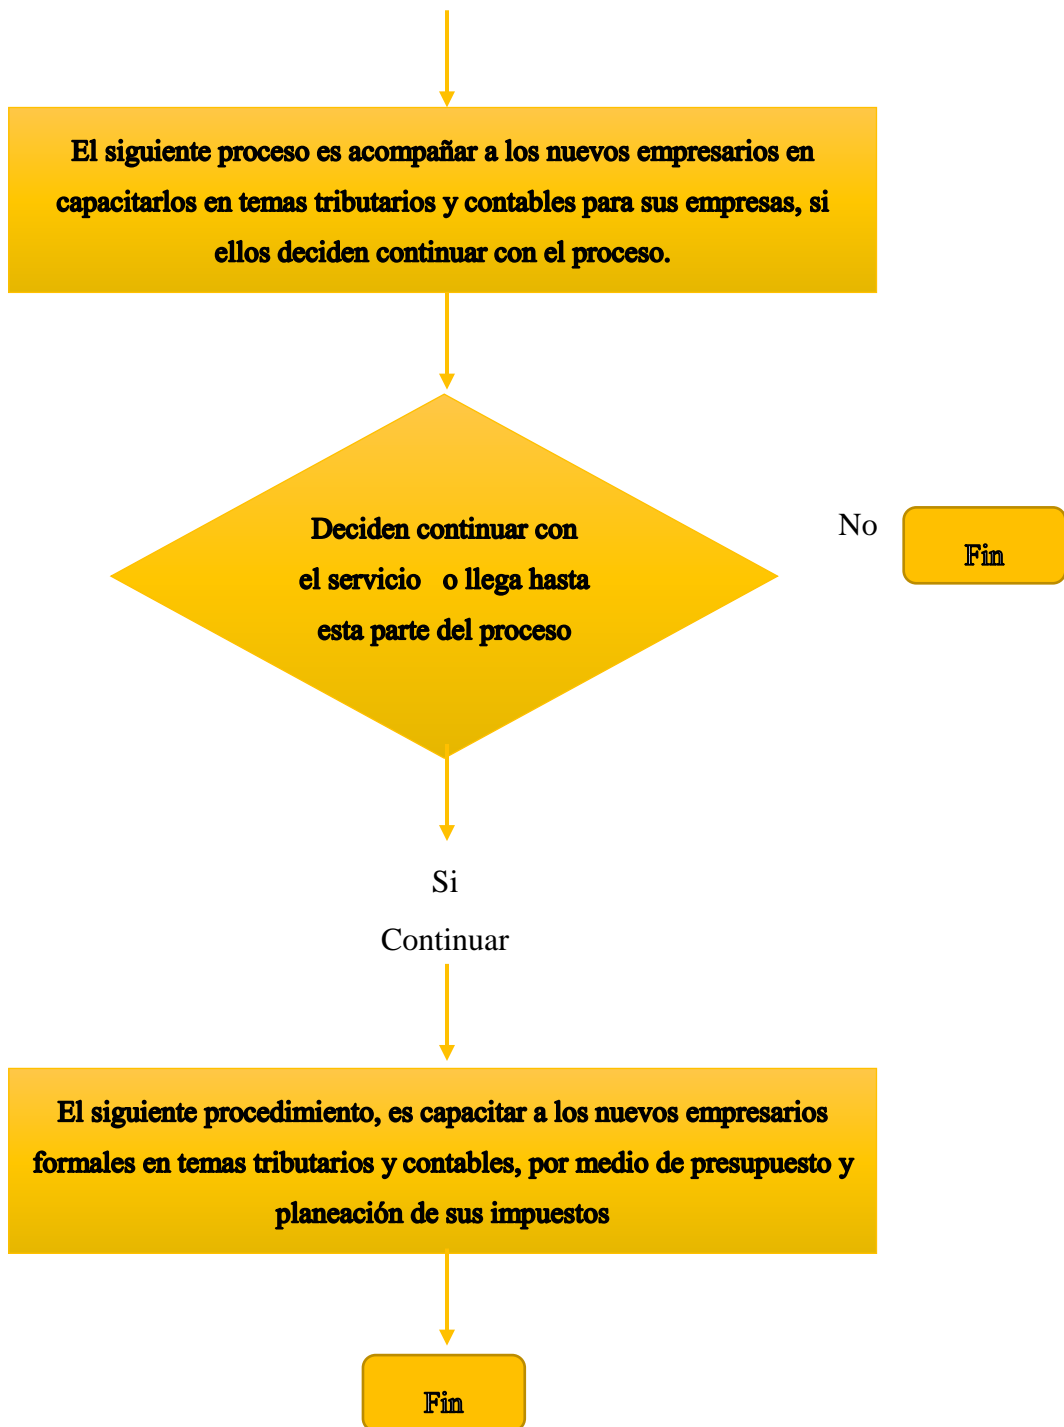 El siguiente proceso es acompañar a los nuevos empresarios en
capacitarlos en temas tributarios y contables para sus empresas, si
ellos deciden continuar con el proceso.
Deciden continuar con
el servicio   o llega hasta
esta parte del proceso
No
Fin
Si
Continuar
El siguiente procedimiento, es capacitar a los nuevos empresarios
formales en temas tributarios y contables, por medio de presupuesto y
planeación de sus impuestos
Fin